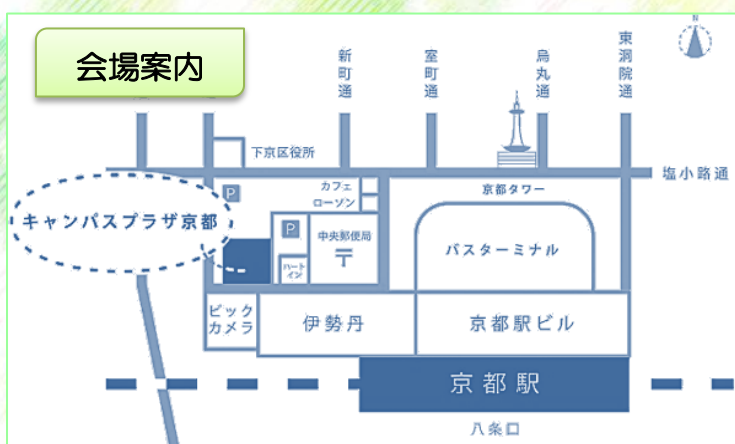 会場案内
N
新町通
室町通
烏丸通
東洞院通
下京区役所
塩小路通
京都タワー
P
カフェ
ローソン
キャンパスプラザ京都
P
中央郵便局
〒
ハート
イン
バスターミナル
ビック
カメラ
伊勢丹
京都駅ビル
京都駅
八条口